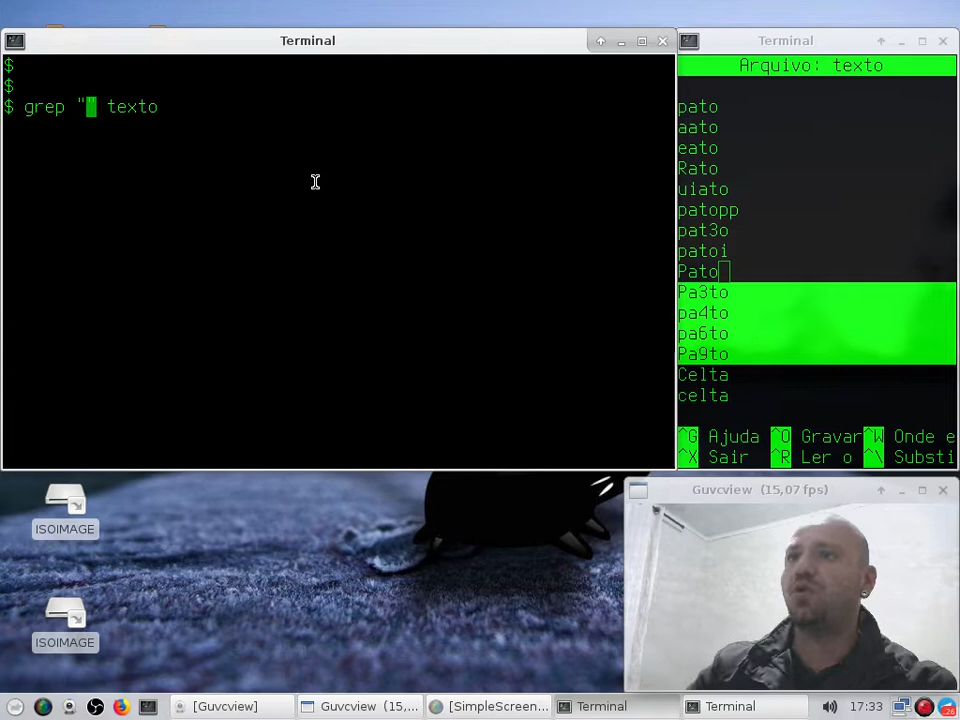 Terminal
$
$
$ grep "" texto
Terminal
Arquivo: texto
pato
aato
eato
Rato
uiato
patopp
pat3o
patoi
Pato
Pa3to
pa4to
pa6to
Pa9to
Celta
celta
^G Ajuda ^O Gravar ^W Onde e
^X Sair ^R Ler o ^\ Substi
Guvcview (15,07 fps)
ISOIMAGE
ISOIMAGE
[Guvcview]
Guvcview (15,...
[SimpleScreen...
Terminal
Terminal
17:33
26